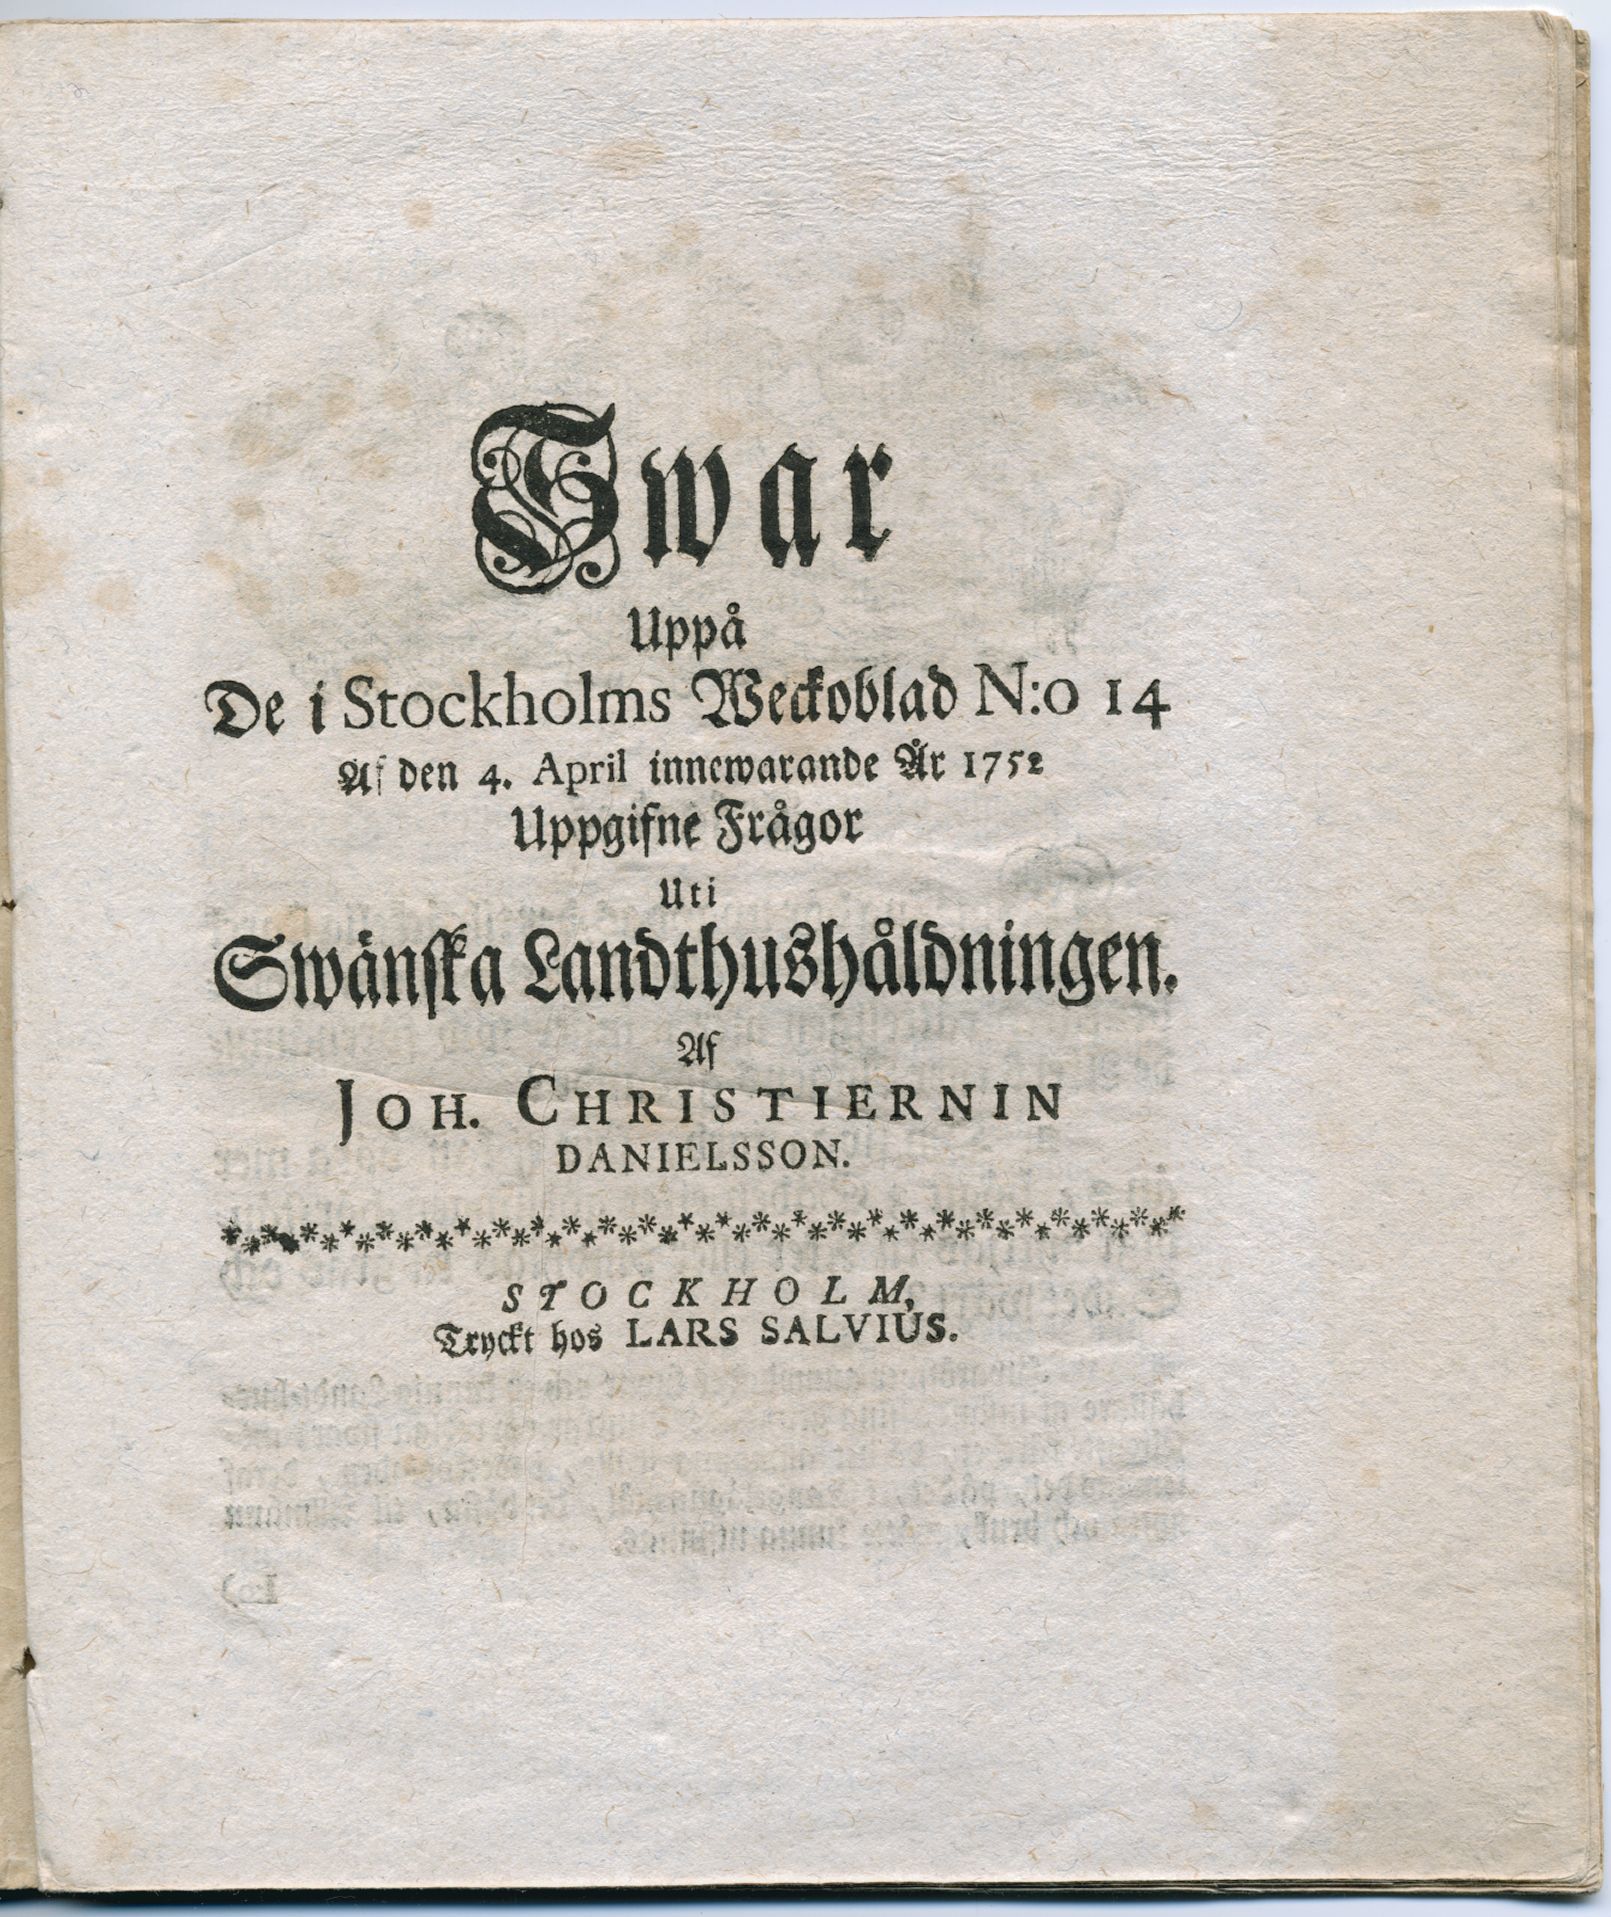 Swar
Uppå
De i Stockholms Weckoblad N:o 14
Af den 4. April innewarande År 1752
Uppgifne Frågor
Uti
Swänska Landthushåldningen.
Af
JOH. CHRISTIERNIN
DANIELSSON.
STOCKHOLM,
Tryckt hos LARS SALVIUS.